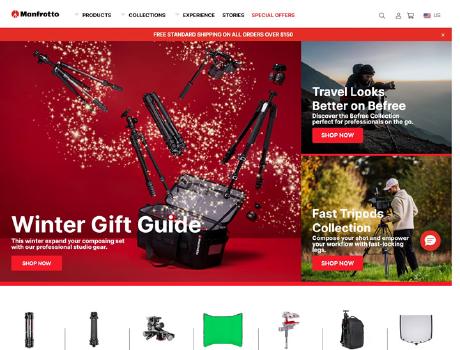 Manfrotto
PRODUCTS
COLLECTIONS
EXPERIENCE
STORIES
SPECIAL OFFERS
US
FREE STANDARD SHIPPING ON ALL ORDERS OVER $150
Winter Gift Guide
This winter expand your composing set
with our professional studio gear.
SHOP NOW
Travel Looks
Better on Befree
Discover the Befree Collection
perfect for professionals on the go.
SHOP NOW
Fast Tripods
Collection
Compose your shot and empower
your workflow with fast-locking
legs.
SHOP NOW